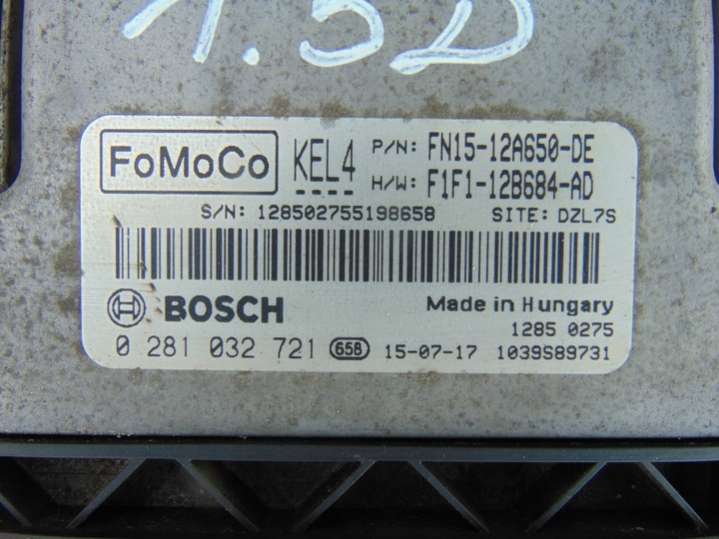 1.5D
FoMoCo KEL4 P/N: FN15-12A650-DE
H/W: F1F1-12B684-AD
S/N: 128502755198658 SITE: DZL7S
BOSCH Made in Hungary
1285 0275
0 281 032 721 658 15-07-17 1039S89731